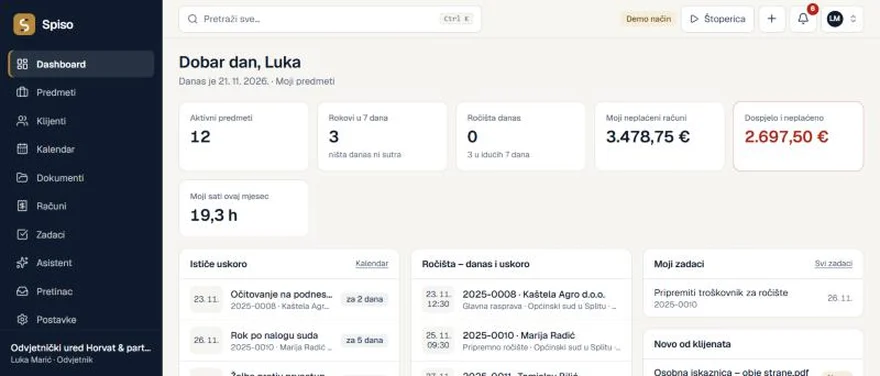 Spiso
Pretraži sve...
Ctrl K
Demo način
Štoperica
6
LM
Dashboard
Predmeti
Klijenti
Kalendar
Dokumenti
Računi
Zadaci
Asistent
Pretinac
Postavke
Odvjetnički ured Horvat & part...
Luka Marić · Odvjetnik
Dobar dan, Luka
Danas je 21. 11. 2026. · Moji predmeti
Aktivni predmeti
12
Rokovi u 7 dana
3
ništa danas ni sutra
Ročišta danas
0
3 u idućih 7 dana
Moji neplaćeni računi
3.478,75 €
Dospjelo i neplaćeno
2.697,50 €
Moji sati ovaj mjesec
19,3 h
Ističe uskoro
Kalendar
23. 11.
Očitovanje na podnes...
2025-0008 · Kaštela Agr...
za 2 dana
26. 11.
Rok po nalogu suda
2025-0010 · Marija Radić ...
za 5 dana
Ročišta – danas i uskoro
23. 11.
12:30
2025-0008 · Kaštela Agro d.o.o.
Glavna rasprava · Općinski sud u Splitu · ...
25. 11.
09:30
2025-0010 · Marija Radić
Pripremno ročište · Općinski sud u Splitu · ...
Moji zadaci
Svi zadaci
Pripremiti troškovnik za ročište
2025-0010
26. 11.
Novo od klijenata
Osobna iskaznica – obje strane.pdf